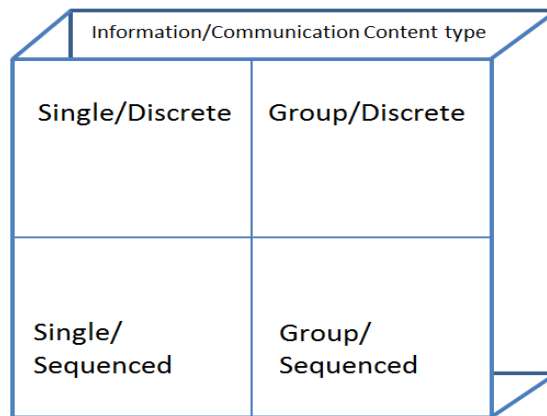 Information/Communication Content type
Single/Discrete
Group/Discrete
Single/
Sequenced
Group/
Sequenced